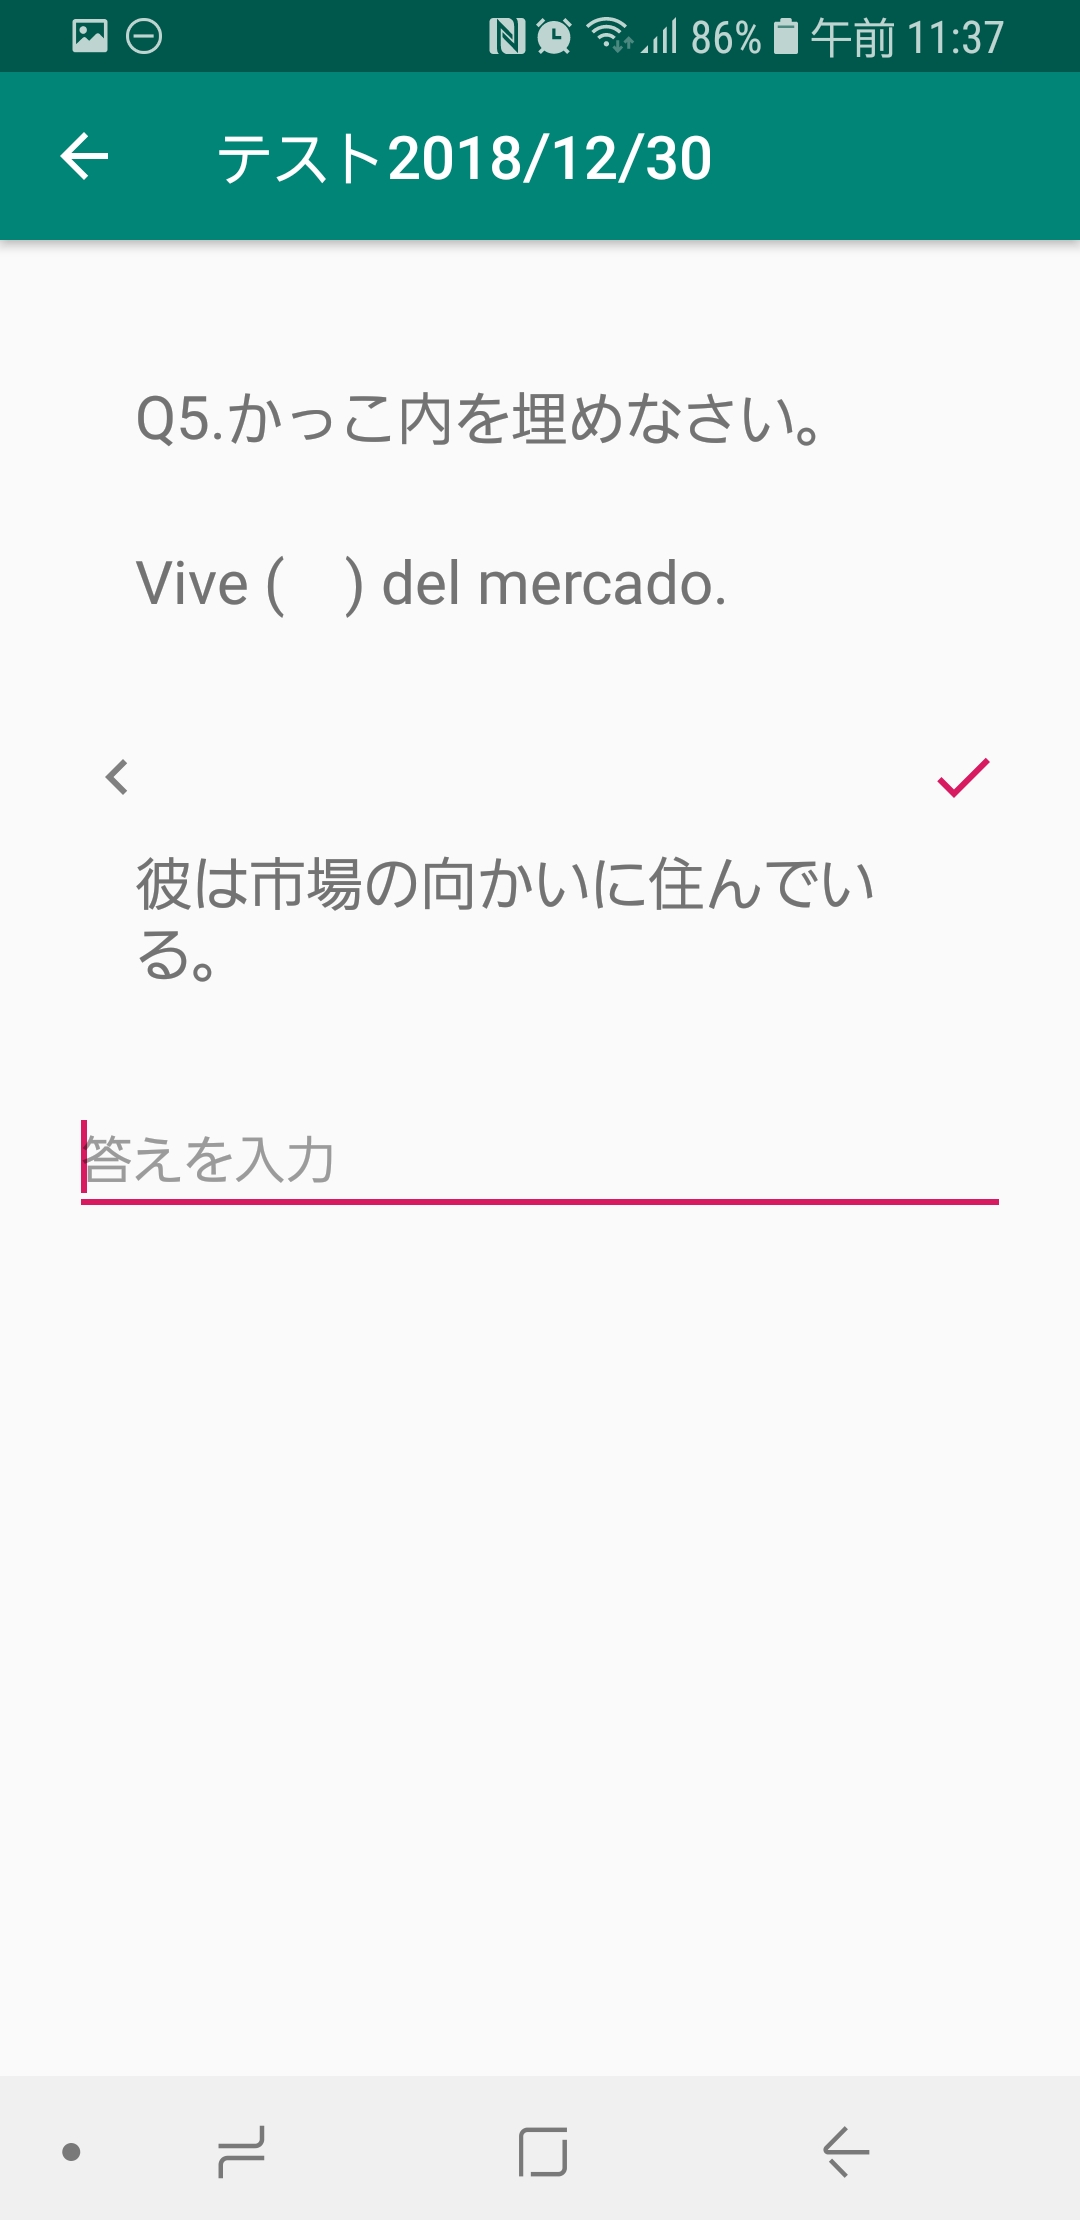 86% 午前 11:37
テスト2018/12/30
Q5.かっこ内を埋めなさい。
Vive (　) del mercado.
彼は市場の向かいに住んでい
る。
答えを入力